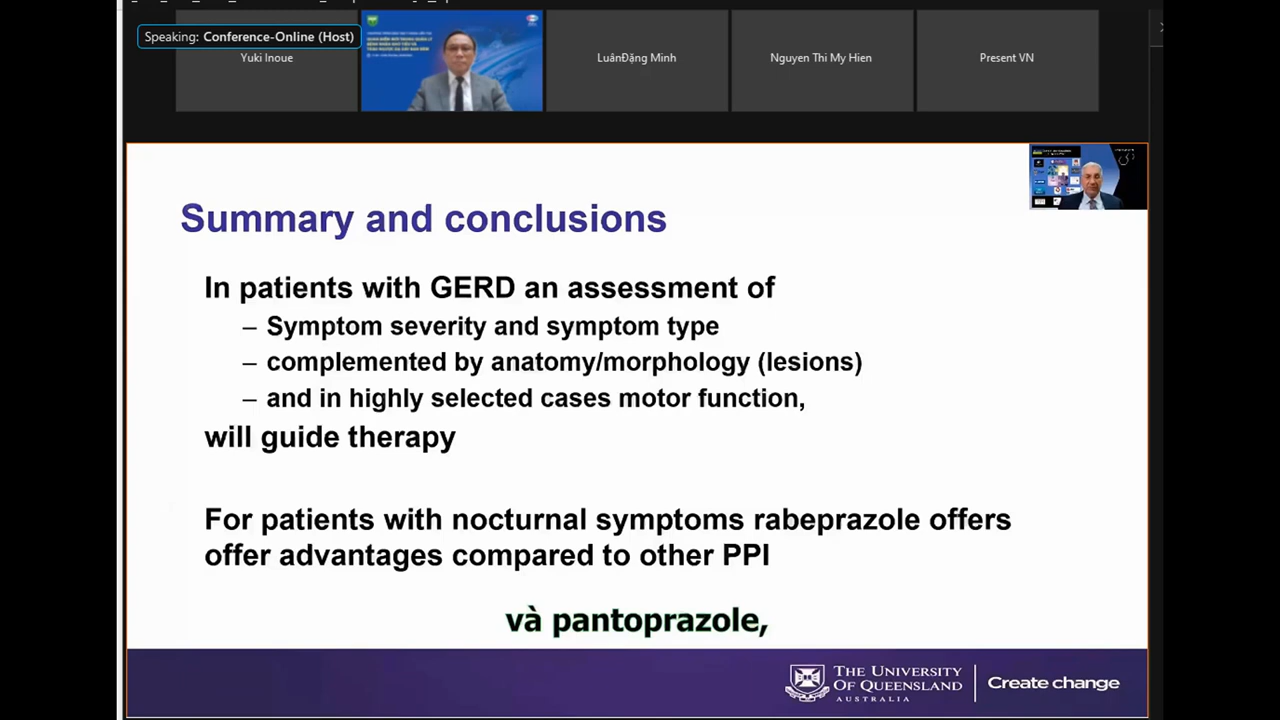 Speaking: Conference-Online (Host)
Yuki Inoue
LuânĐặng Minh
Nguyen Thi My Hien
Present VN
Summary and conclusions
In patients with GERD an assessment of
– Symptom severity and symptom type
– complemented by anatomy/morphology (lesions)
– and in highly selected cases motor function,
will guide therapy
For patients with nocturnal symptoms rabeprazole offers
offer advantages compared to other PPI
và pantoprazole,
THE UNIVERSITY
OF QUEENSLAND
AUSTRALIA
Create change